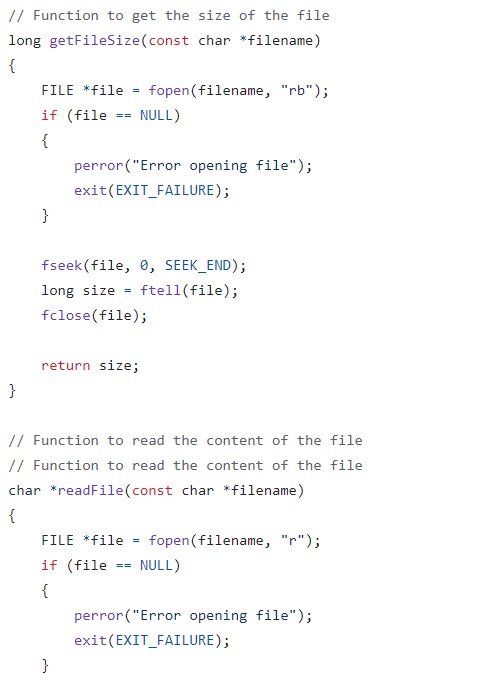 // Function to get the size of the file
long getFileSize(const char *filename)
{
    FILE *file = fopen(filename, "rb");
    if (file == NULL)
    {
        perror("Error opening file");
        exit(EXIT_FAILURE);
    }

    fseek(file, 0, SEEK_END);
    long size = ftell(file);
    fclose(file);

    return size;
}

// Function to read the content of the file
// Function to read the content of the file
char *readFile(const char *filename)
{
    FILE *file = fopen(filename, "r");
    if (file == NULL)
    {
        perror("Error opening file");
        exit(EXIT_FAILURE);
    }